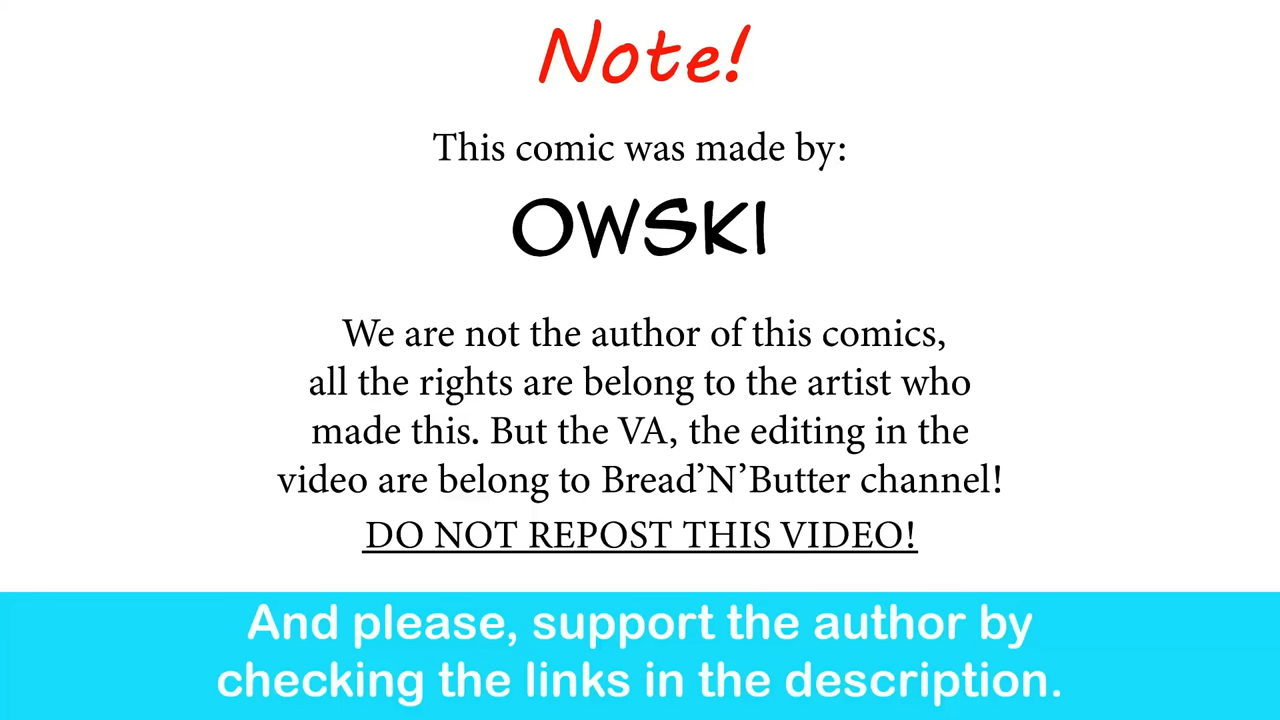 Note!
This comic was made by:
OWSKI
We are not the author of this comics,
all the rights are belong to the artist who
made this. But the VA, the editing in the
video are belong to Bread’N’Butter channel!
DO NOT REPOST THIS VIDEO!
And please, support the author by
checking the links in the description.